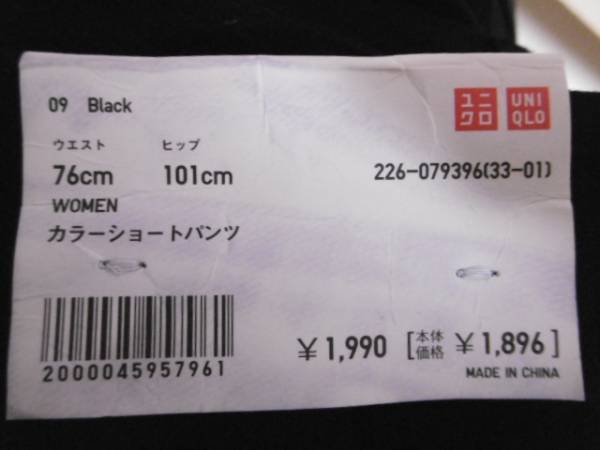 09 Black
ユニクロ
UNIQLO
ウエスト ヒップ
76cm 101cm
226-079396(33-01)
WOMEN
カラーショートパンツ
2000045957961
¥1,990 [本体価格 ¥1,896]
MADE IN CHINA